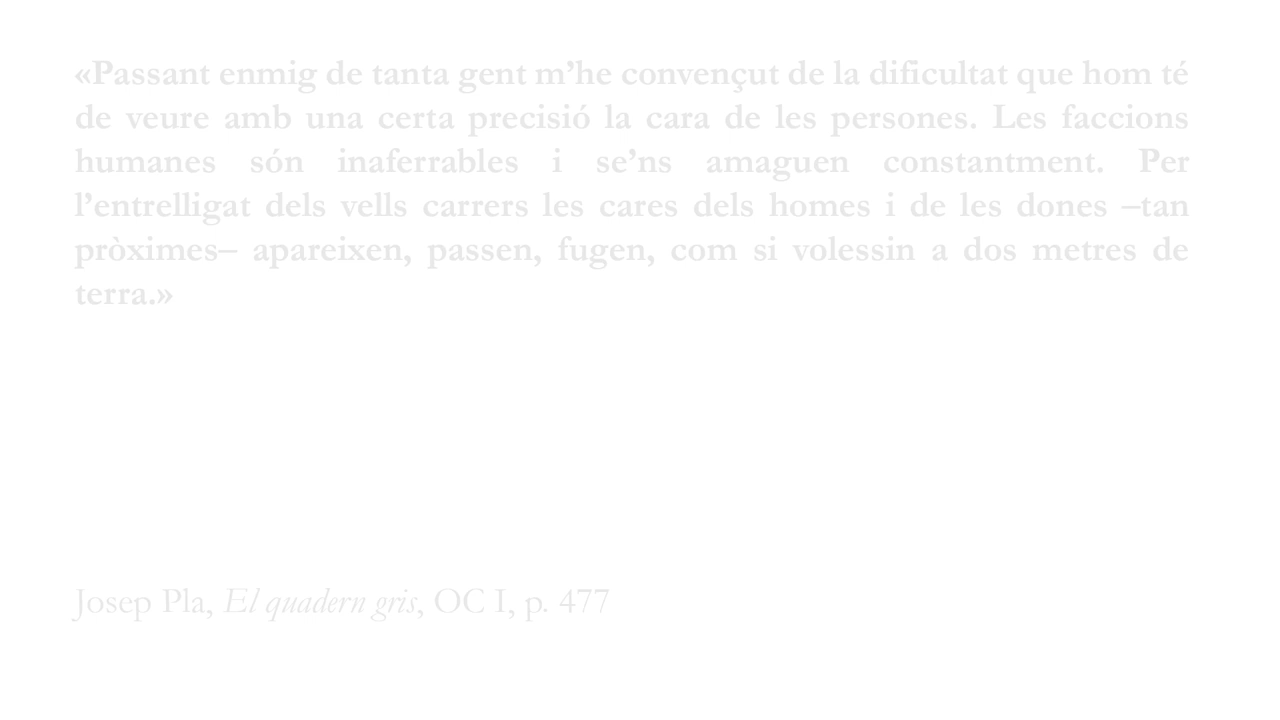 «Passant enmig de tanta gent m’he convençut de la dificultat que hom té
de veure amb una certa precisió la cara de les persones. Les faccions
humanes són inaferrables i se’ns amaguen constantment. Per
l’entrelligat dels vells carrers les cares dels homes i de les dones –tan
pròximes– apareixen, passen, fugen, com si volessin a dos metres de
terra.»
Josep Pla, El quadern gris, OC I, p. 477